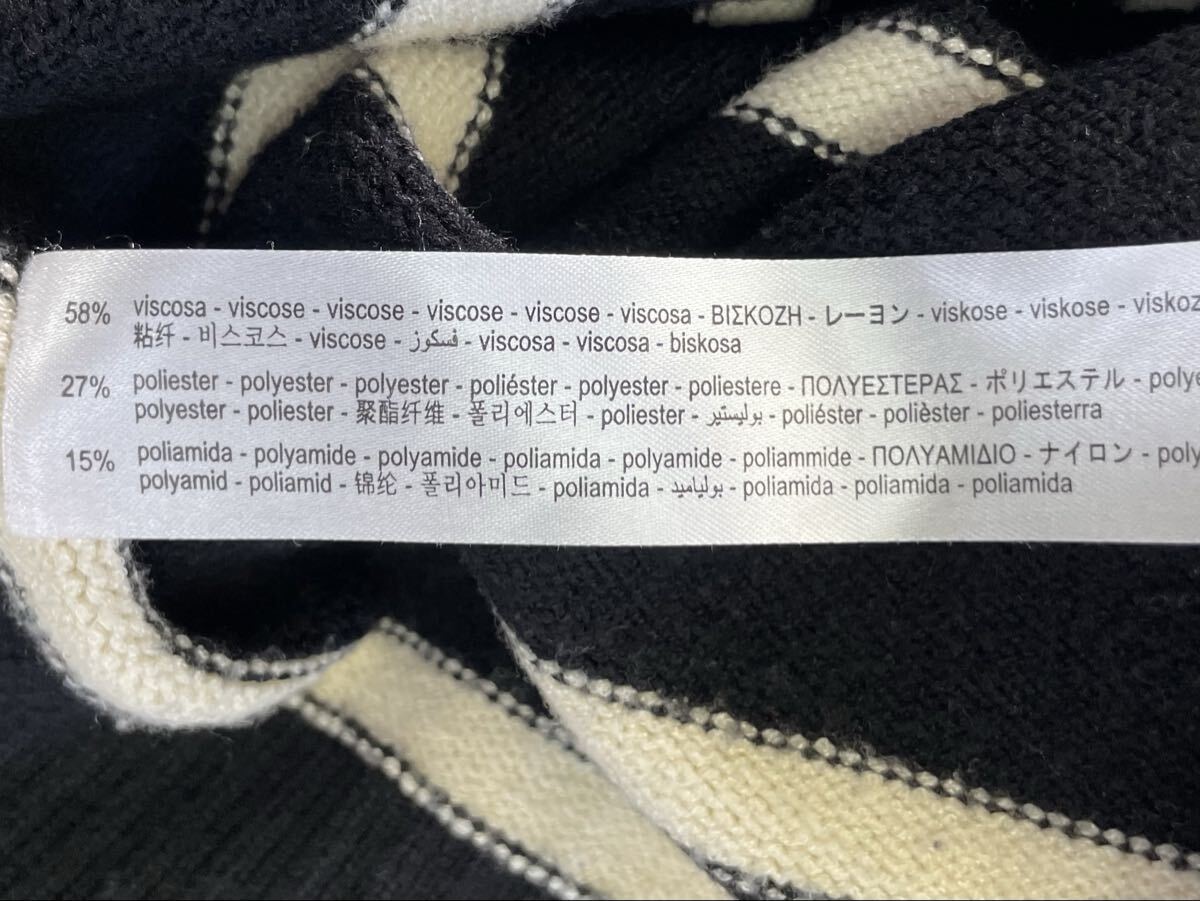 58% viscosa - viscose - viscose - viscose - viscose - viscosa - ΒΙΣΚΟΖΗ - レーヨン - viskose - viskose -
粘纤 - 비스코스 - viscose - فسكوز - viscosa - viscosa - biskosa
27% poliester - polyester - polyester - poliéster - polyester - poliestere - ΠΟΛΥΕΣΤΕΡΑΣ - ポリエステル -
polyester - poliester - 聚酯纤维 - 폴리에스터 - poliester - بوليستير - poliéster - polièster - poliesterra
15% poliamida - polyamide - polyamide - poliamida - polyamide - poliammide - ΠΟΛΥΑΜΙΔΙΟ - ナイロン -
polyamid - poliamid - 锦纶 - 폴리아미드 - poliamida - بولياميد - poliamida - poliamida - poliamida